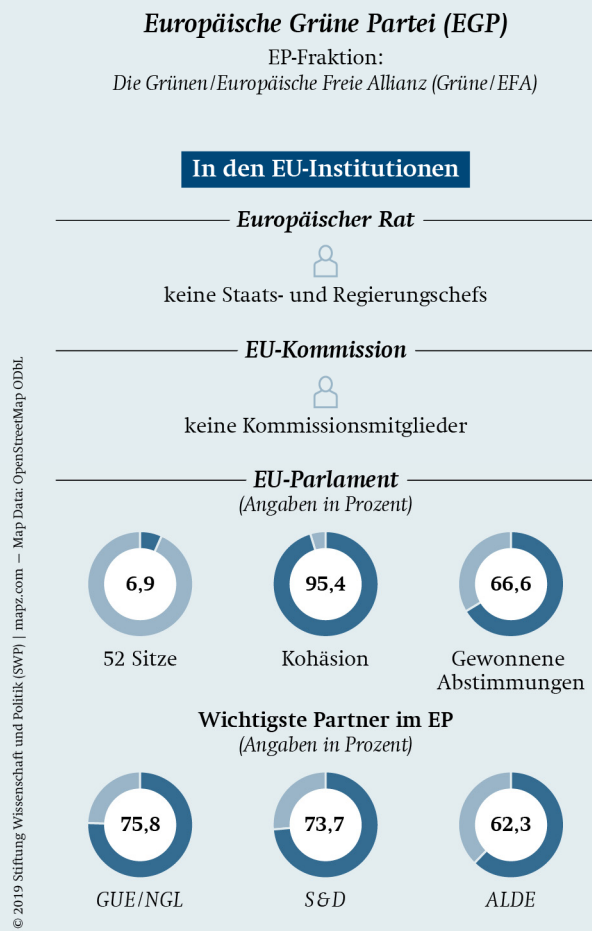 Europäische Grüne Partei (EGP)
EP-Fraktion:
Die Grünen/Europäische Freie Allianz (Grüne/EFA)
In den EU-Institutionen
Europäischer Rat
keine Staats- und Regierungschefs
EU-Kommission
keine Kommissionsmitglieder
EU-Parlament
(Angaben in Prozent)
6,9
95,4
66,6
52 Sitze
Kohäsion
Gewonnene
Abstimmungen
Wichtigste Partner im EP
(Angaben in Prozent)
75,8
73,7
62,3
GUE/NGL
S&D
ALDE
© 2019 Stiftung Wissenschaft und Politik (SWP) | mapz.com – Map Data: OpenStreetMap ODbL